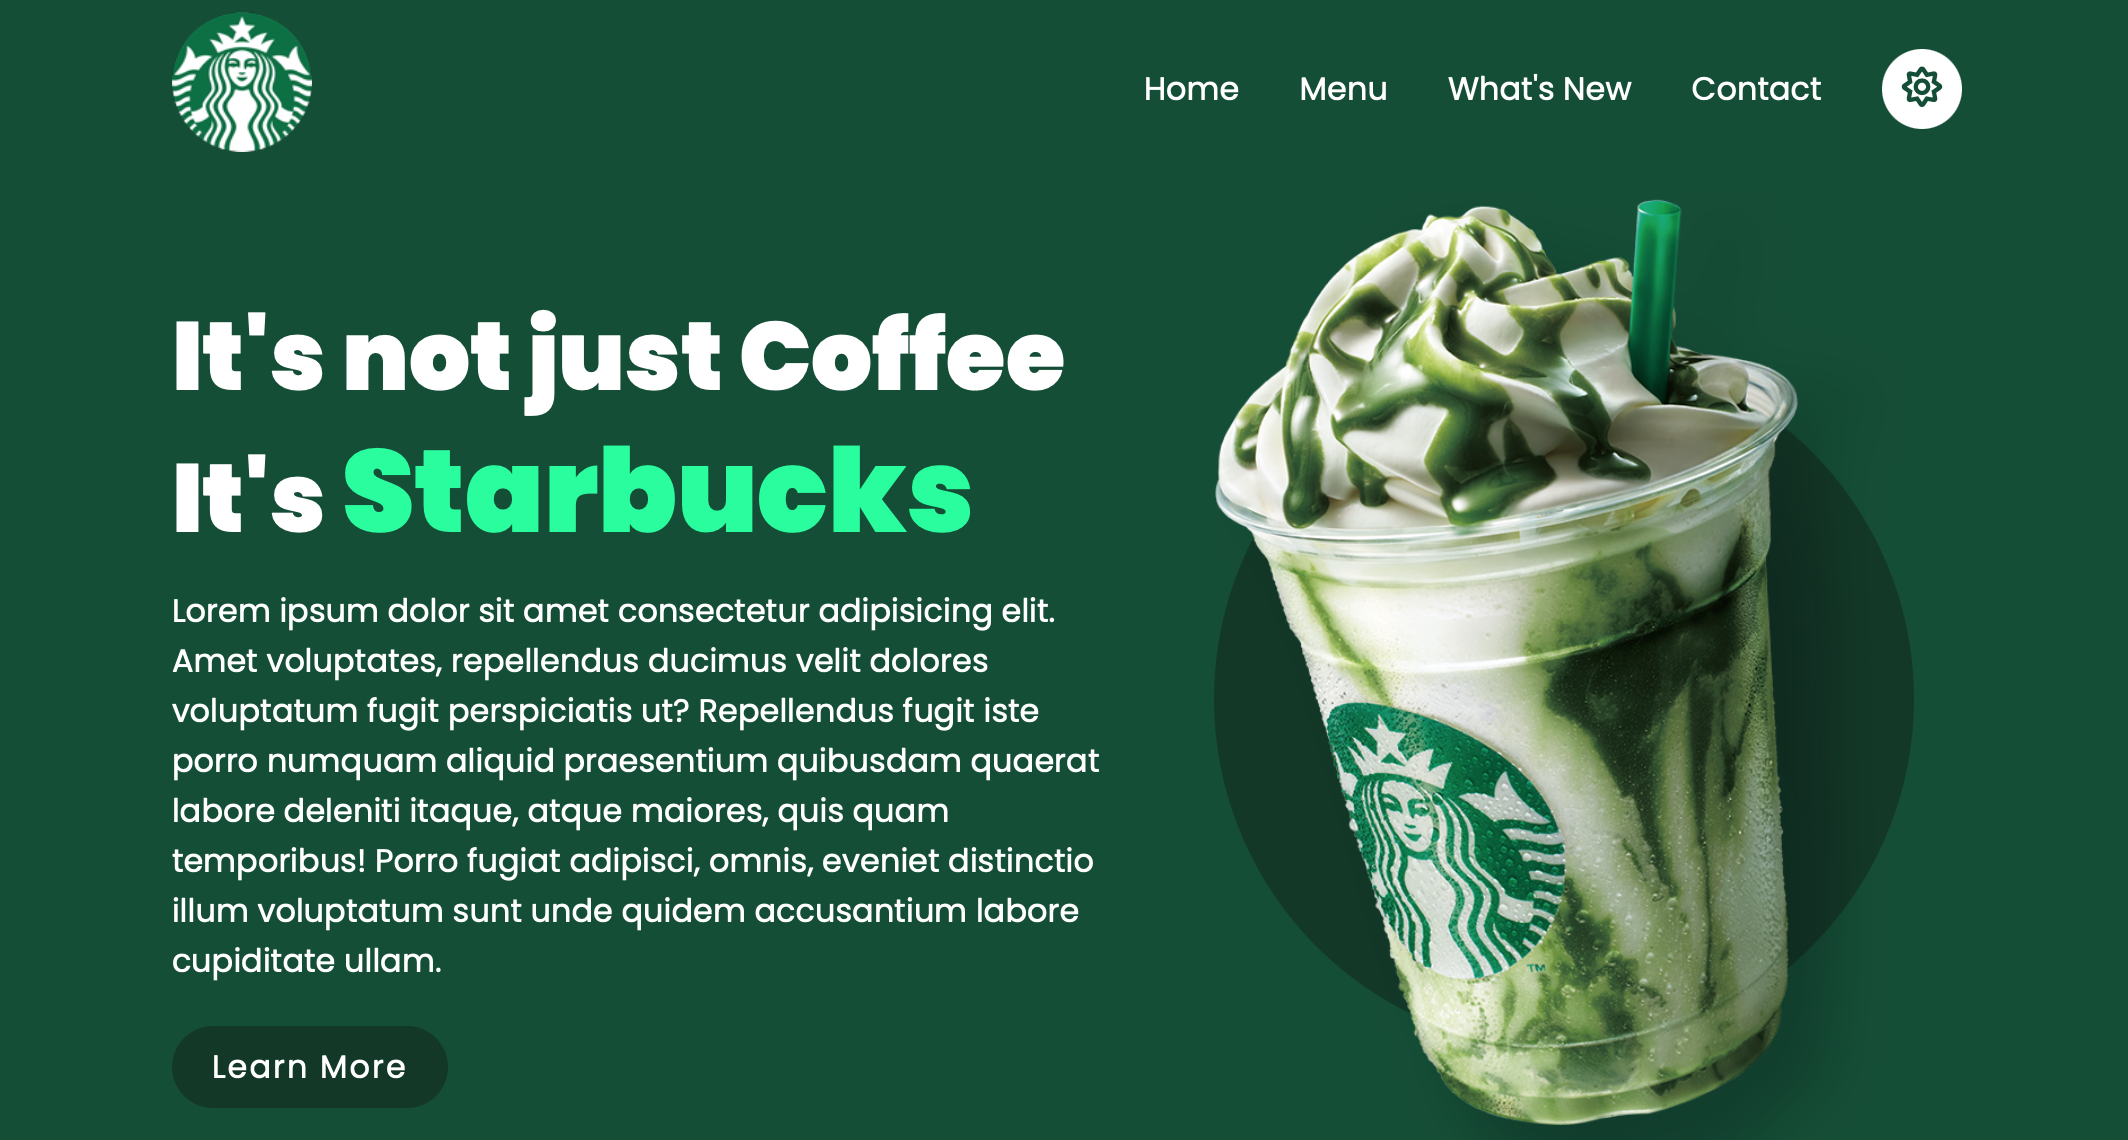 Home Menu What's New Contact
It's not just Coffee
It's Starbucks
Lorem ipsum dolor sit amet consectetur adipisicing elit.
Amet voluptates, repellendus ducimus velit dolores
voluptatum fugit perspiciatis ut? Repellendus fugit iste
porro numquam aliquid praesentium quibusdam quaerat
labore deleniti itaque, atque maiores, quis quam
temporibus! Porro fugiat adipisci, omnis, eveniet distinctio
illum voluptatum sunt unde quidem accusantium labore
cupiditate ullam.
Learn More
TM